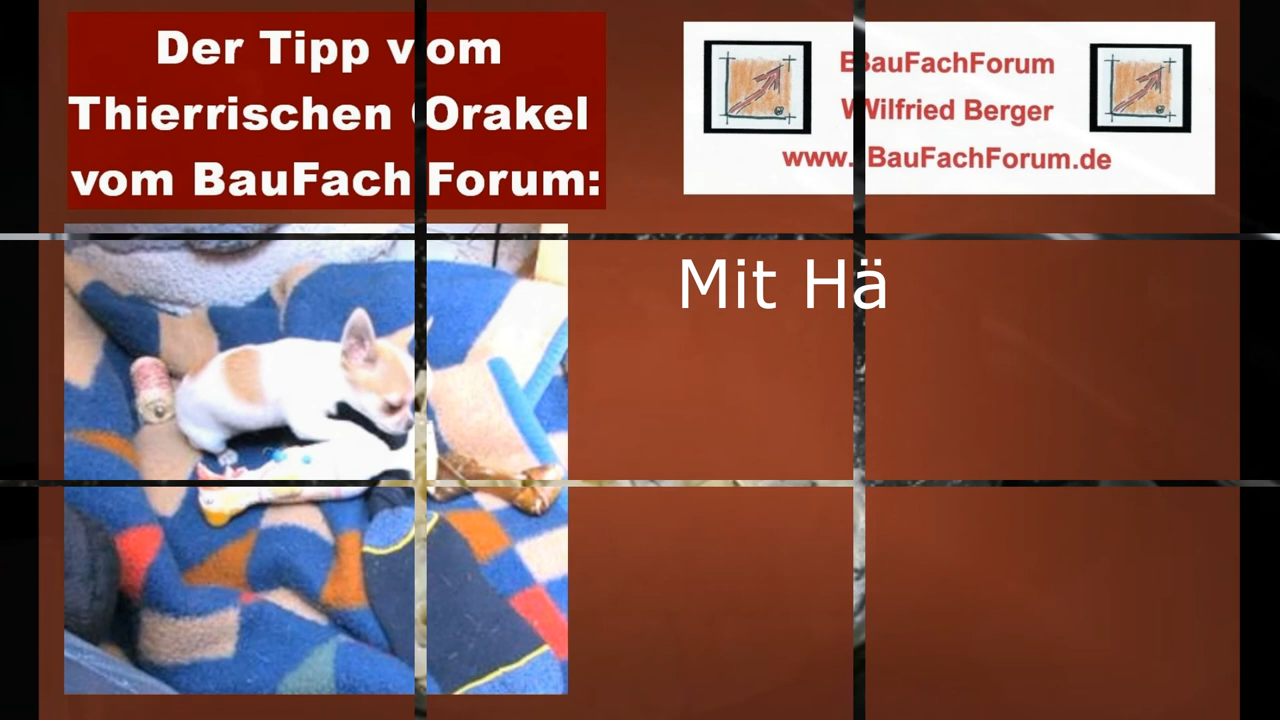 Der Tipp vom
Thierrischen Orakel
vom BauFach Forum:
BauFachForum
Wilfried Berger
www.BauFachForum.de
Mit Hä